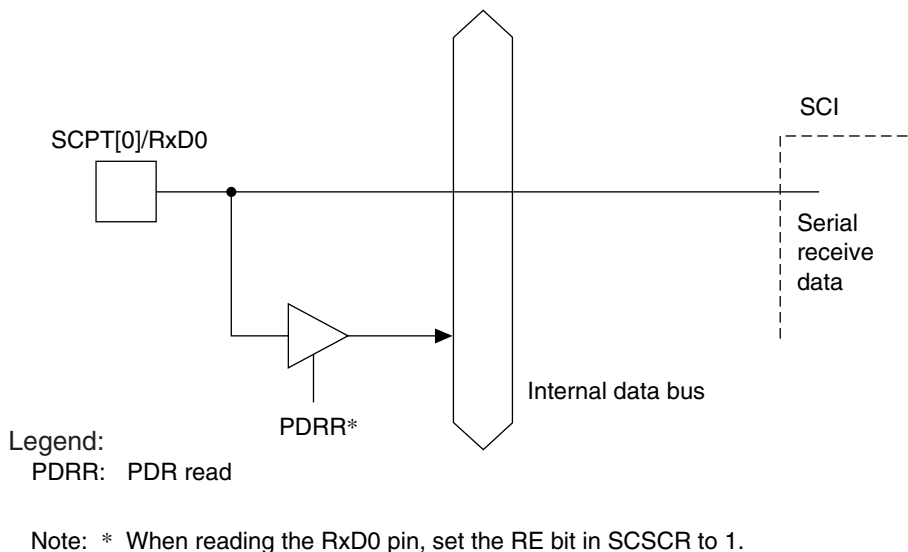 SCI
SCPT[0]/RxD0
Serial
receive
data
Internal data bus
PDRR*
Legend:
PDRR: PDR read
Note: * When reading the RxD0 pin, set the RE bit in SCSCR to 1.